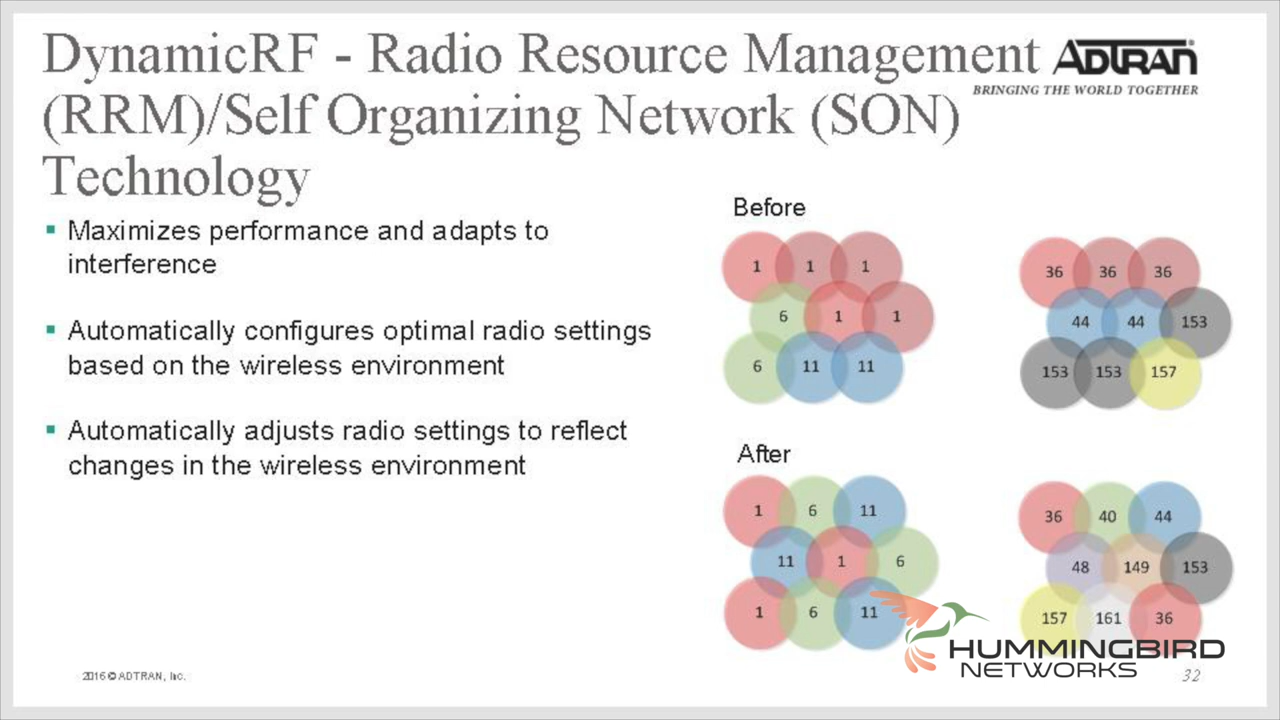 DynamicRF - Radio Resource Management
(RRM)/Self Organizing Network (SON)
Technology
ADTRAN®
BRINGING THE WORLD TOGETHER
▪ Maximizes performance and adapts to
interference
▪ Automatically configures optimal radio settings
based on the wireless environment
▪ Automatically adjusts radio settings to reflect
changes in the wireless environment
Before
1 1 1
6 1 1
6 11 11
36 36 36
44 44 153
153 153 157
After
1 6 11
11 1 6
1 6 11
36 40 44
48 149 153
157 161 36
HUMMINGBIRD
NETWORKS
2016 © ADTRAN, Inc.
32